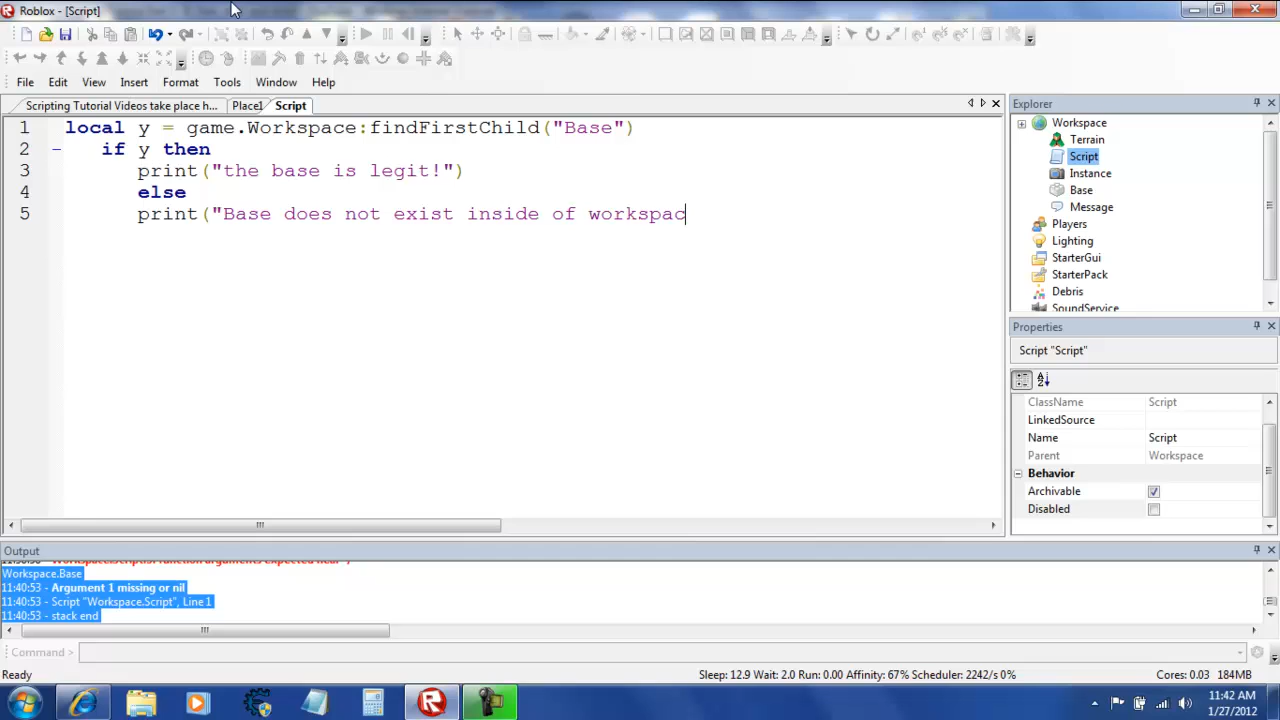 Roblox - [Script]
File Edit View Insert Format Tools Window Help
Scripting Tutorial Videos take place h... Place1 Script
1 local y = game.Workspace:findFirstChild("Base")
2 if y then
3 print("the base is legit!")
4 else
5 print("Base does not exist inside of workspac
Explorer
Workspace
Terrain
Script
Instance
Base
Message
Players
Lighting
StarterGui
StarterPack
Debris
SoundService
Properties
Script "Script"
ClassName Script
LinkedSource
Name Script
Parent Workspace
Behavior
Archivable
Disabled
Output
Workspace.Base
11:40:53 - Argument 1 missing or nil
11:40:53 - Script "Workspace.Script", Line 1
11:40:53 - stack end
Command >
Ready Sleep: 12.9 Wait: 2.0 Run: 0.00 Affinity: 67% Scheduler: 2242/s 0% Cores: 0.03 184MB
11:42 AM
1/27/2012